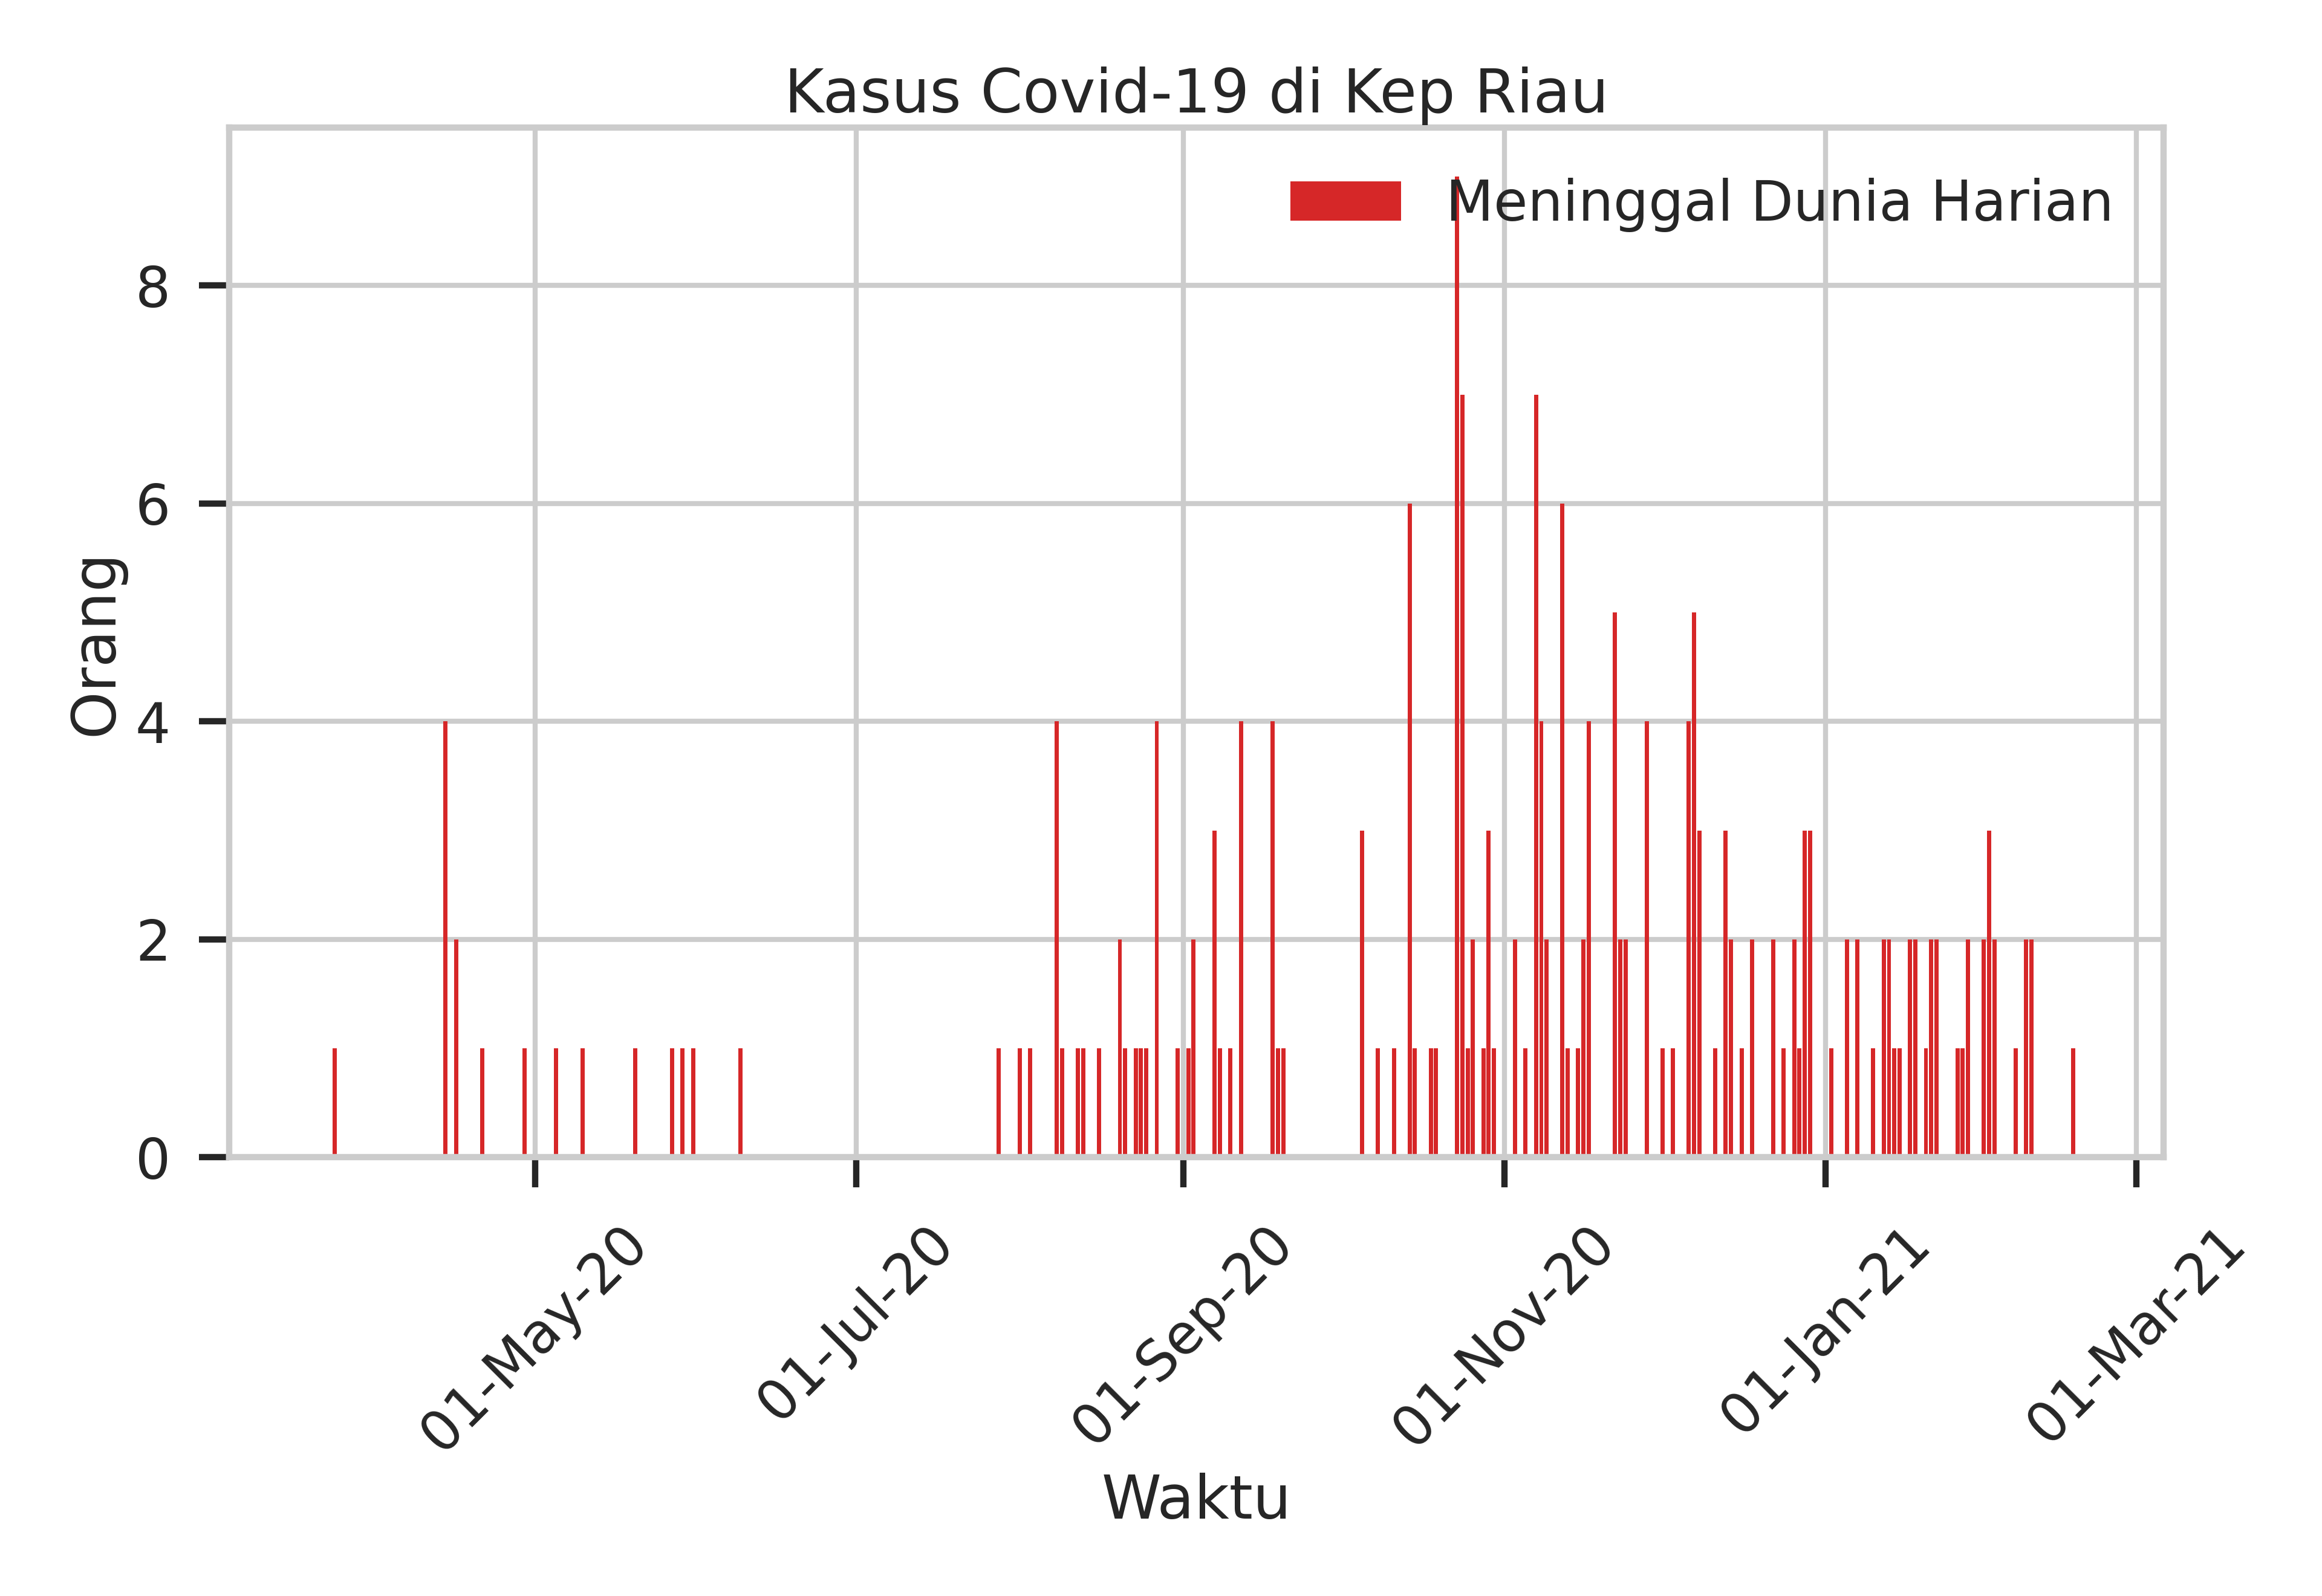 Kasus Covid-19 di Kep Riau
Meninggal Dunia Harian
8
6
4
2
0
Orang
01-May-20
01-Jul-20
01-Sep-20
01-Nov-20
01-Jan-21
01-Mar-21
Waktu